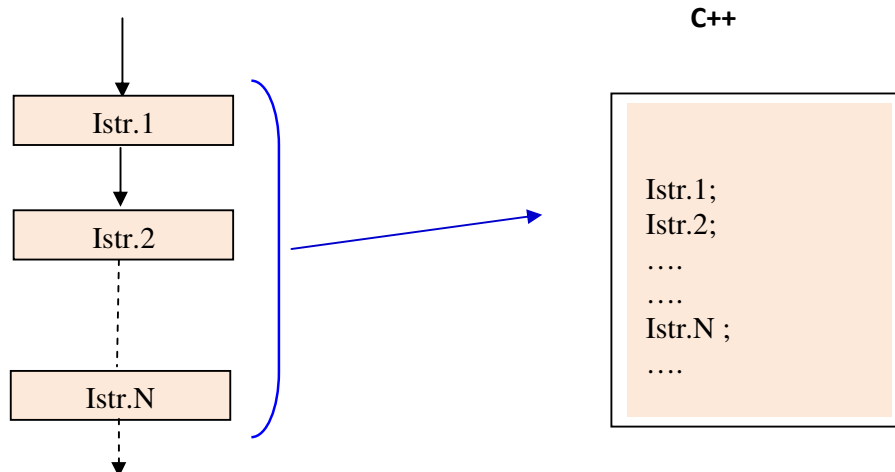 C++
Istr.1
Istr.2
Istr.N
Istr.1;
Istr.2;
….
….
Istr.N ;
….